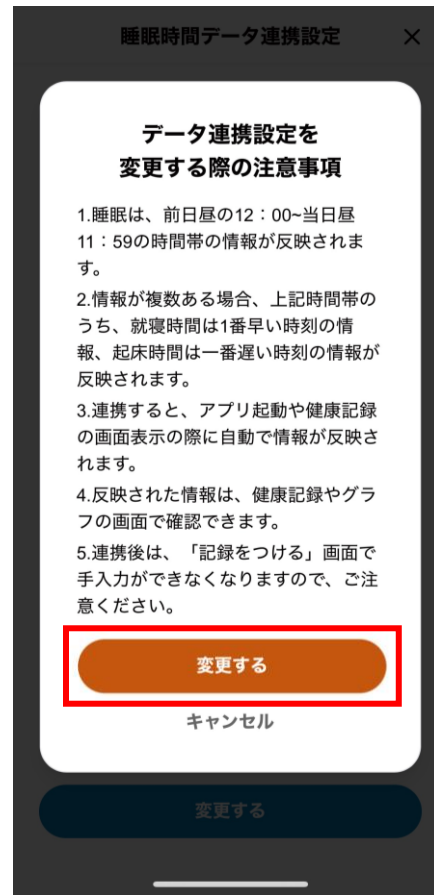 睡眠時間データ連携設定 ×
データ連携設定を
変更する際の注意事項
1.睡眠は、前日昼の12：00~当日昼
11：59の時間帯の情報が反映されま
す。
2.情報が複数ある場合、上記時間帯の
うち、就寝時間は1番早い時刻の情
報、起床時間は一番遅い時刻の情報が
反映されます。
3.連携すると、アプリ起動や健康記録
の画面表示の際に自動で情報が反映さ
れます。
4.反映された情報は、健康記録やグラ
フの画面で確認できます。
5.連携後は、「記録をつける」画面で
手入力ができなくなりますので、ご注
意ください。
変更する
キャンセル
変更する